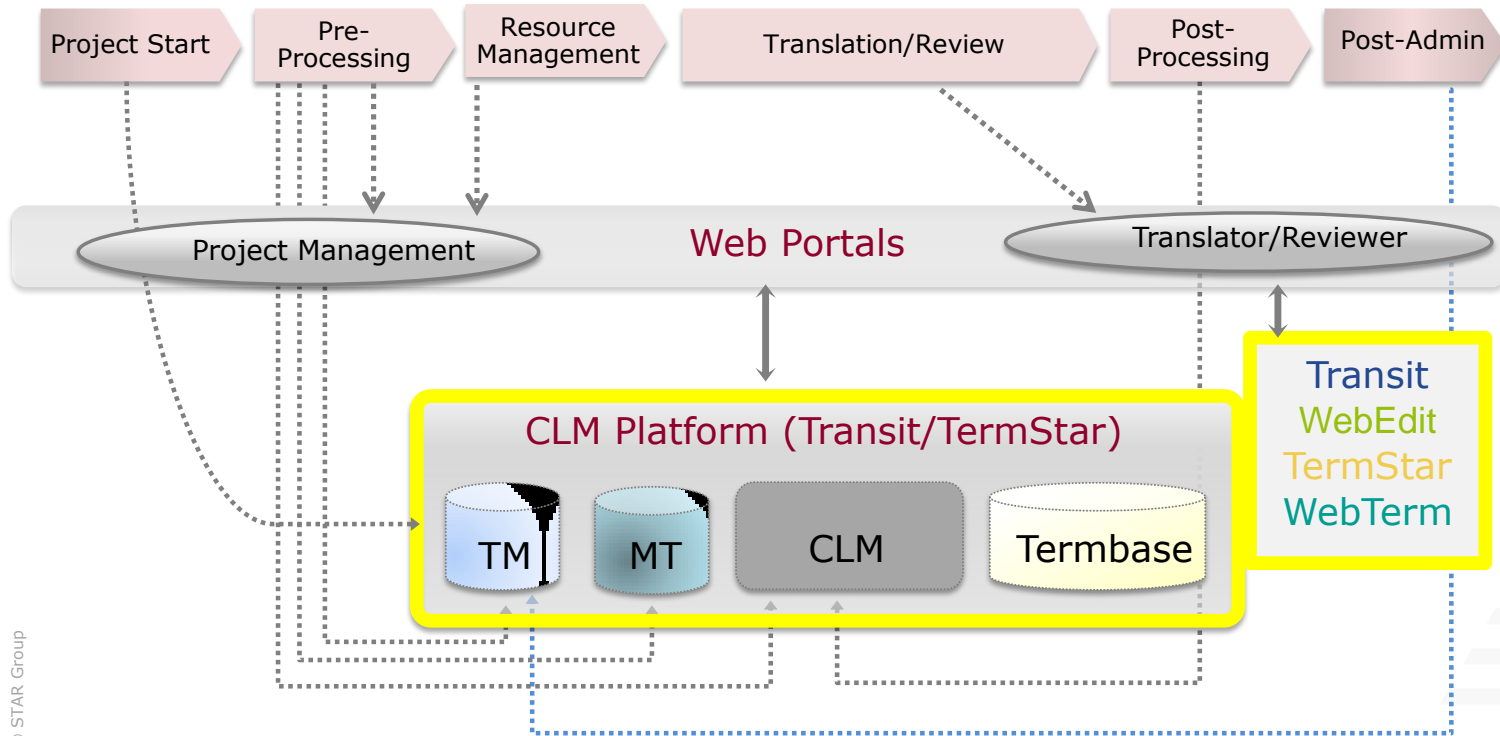 Project Start
Pre-
Processing
Resource
Management
Translation/Review
Post-
Processing
Post-Admin
Project Management
Web Portals
Translator/Reviewer
CLM Platform (Transit/TermStar)
TM
MT
CLM
Termbase
Transit
WebEdit
TermStar
WebTerm
© STAR Group